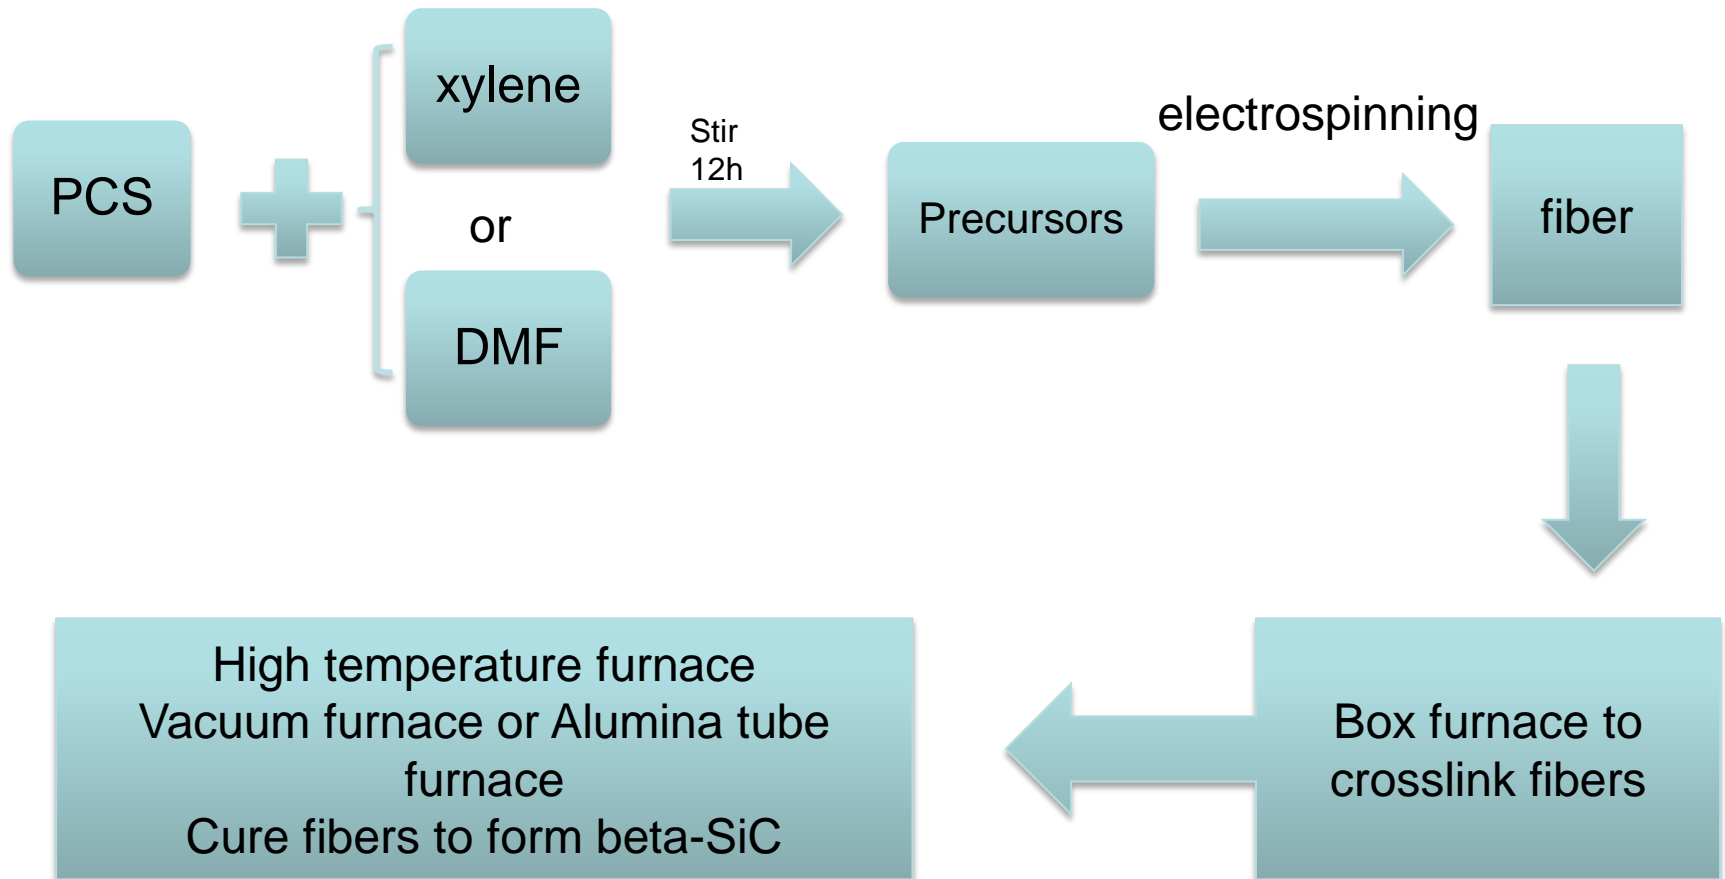 PCS
xylene
or
DMF
Stir
12h
Precursors
electrospinning
fiber
Box furnace to
crosslink fibers
High temperature furnace
Vacuum furnace or Alumina tube
furnace
Cure fibers to form beta-SiC